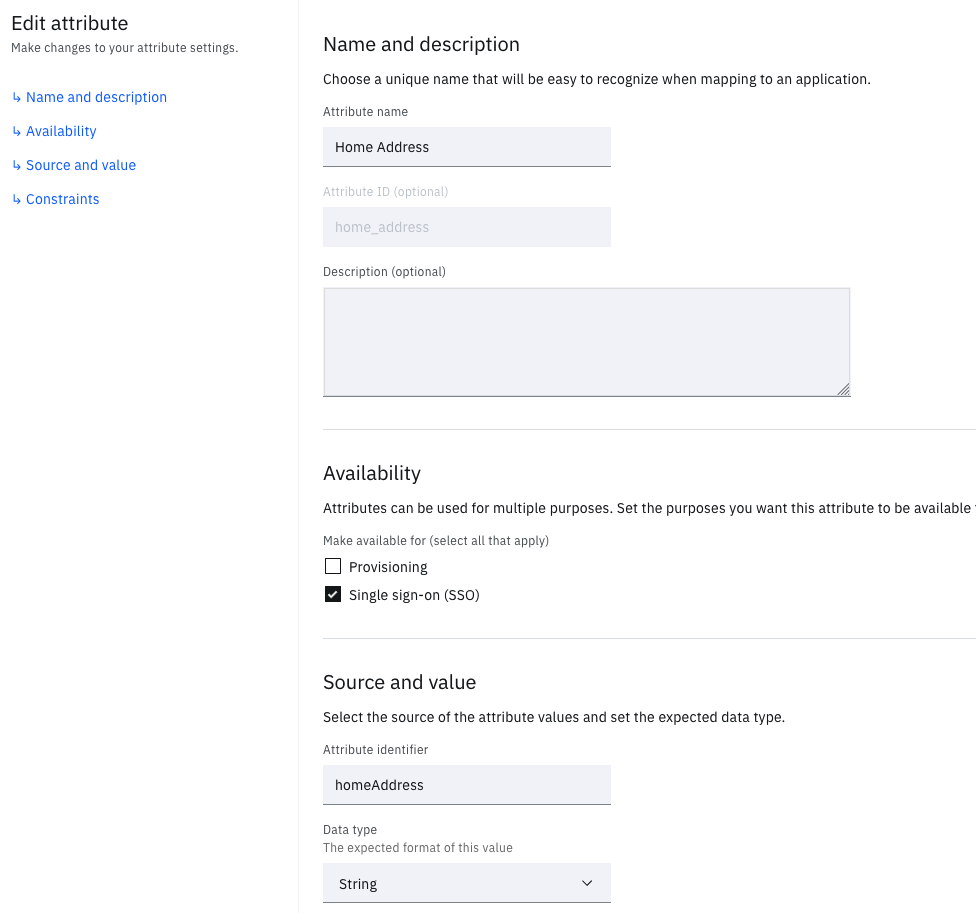 Edit attribute
Make changes to your attribute settings.
↳ Name and description
↳ Availability
↳ Source and value
↳ Constraints
Name and description
Choose a unique name that will be easy to recognize when mapping to an application.
Attribute name
Home Address
Attribute ID (optional)
home_address
Description (optional)
Availability
Attributes can be used for multiple purposes. Set the purposes you want this attribute to be available
Make available for (select all that apply)
Provisioning
Single sign-on (SSO)
Source and value
Select the source of the attribute values and set the expected data type.
Attribute identifier
homeAddress
Data type
The expected format of this value
String